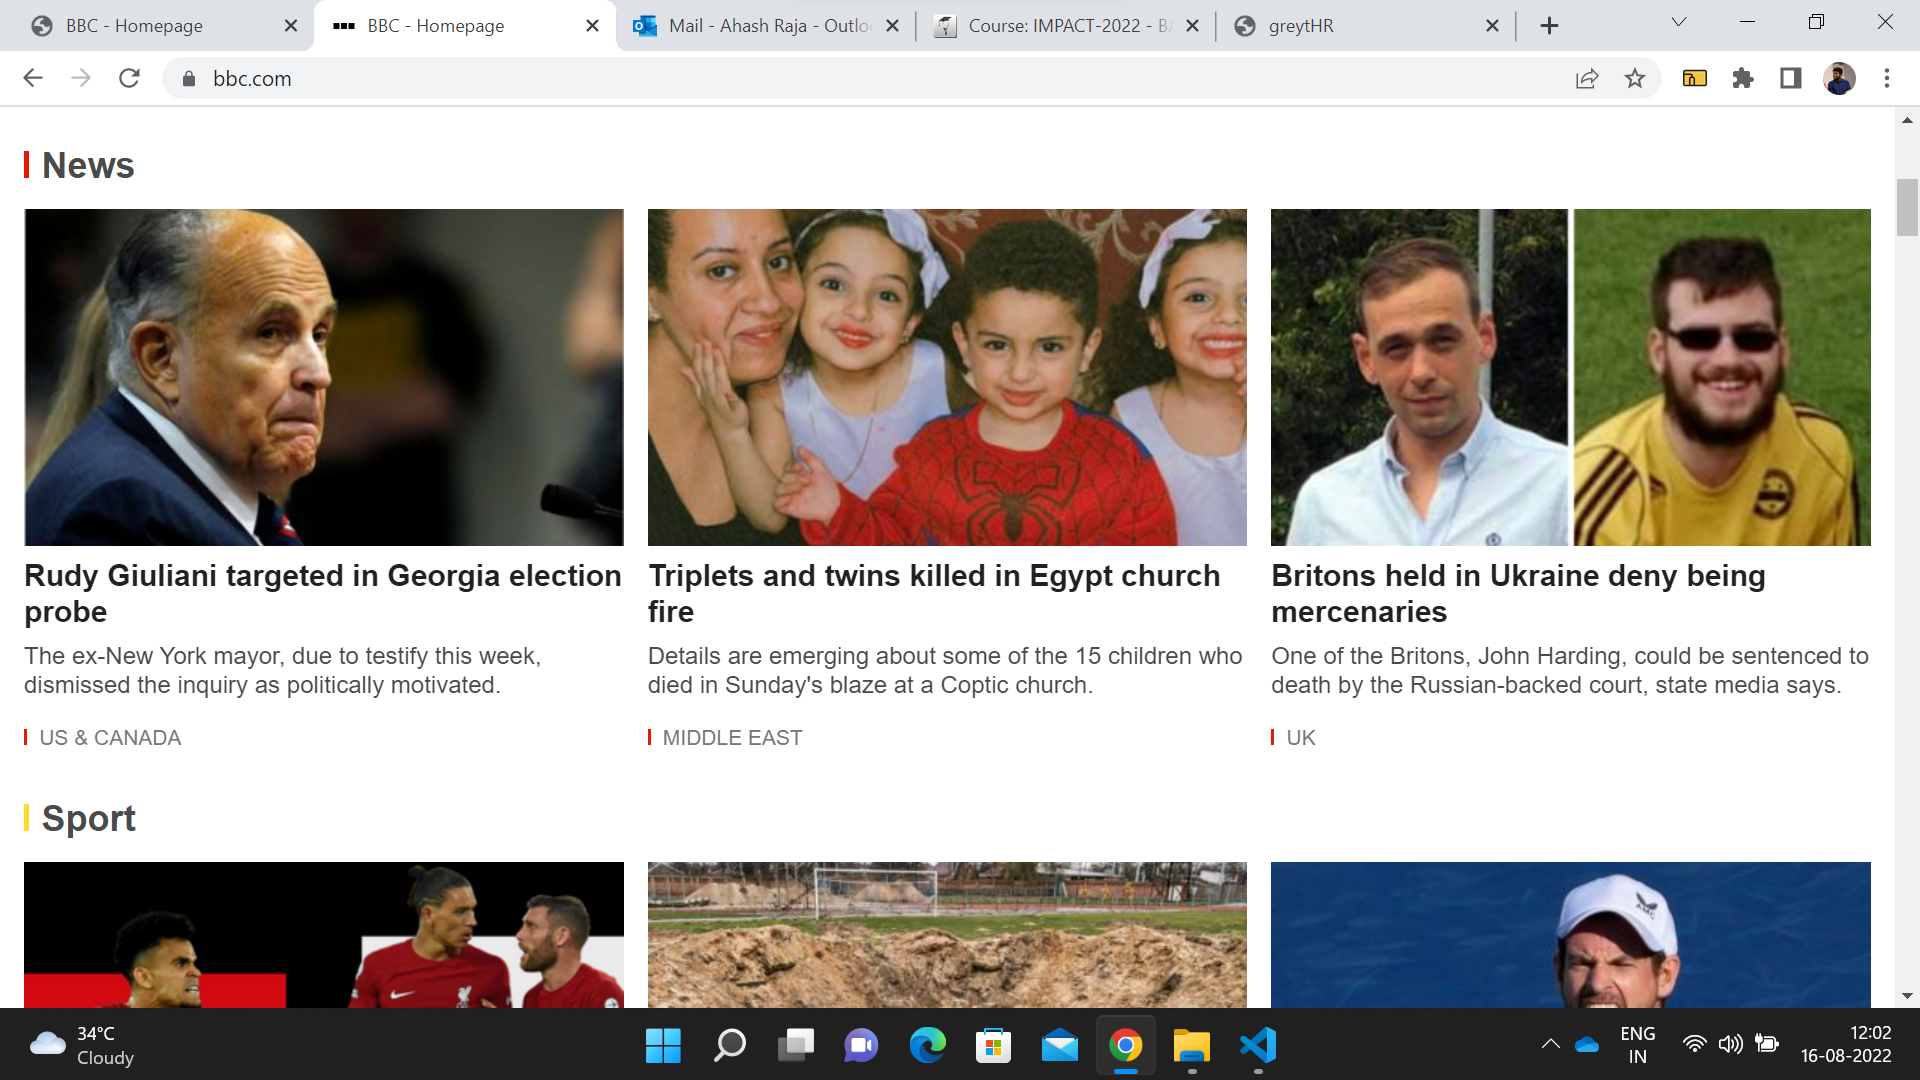 BBC - Homepage
BBC - Homepage
Mail - Ahash Raja - Outlo
Course: IMPACT-2022 - B
greytHR
bbc.com
News
Rudy Giuliani targeted in Georgia election
probe
The ex-New York mayor, due to testify this week,
dismissed the inquiry as politically motivated.
US & CANADA
Triplets and twins killed in Egypt church
fire
Details are emerging about some of the 15 children who
died in Sunday's blaze at a Coptic church.
MIDDLE EAST
Britons held in Ukraine deny being
mercenaries
One of the Britons, John Harding, could be sentenced to
death by the Russian-backed court, state media says.
UK
Sport
34°C
Cloudy
ENG
IN
12:02
16-08-2022